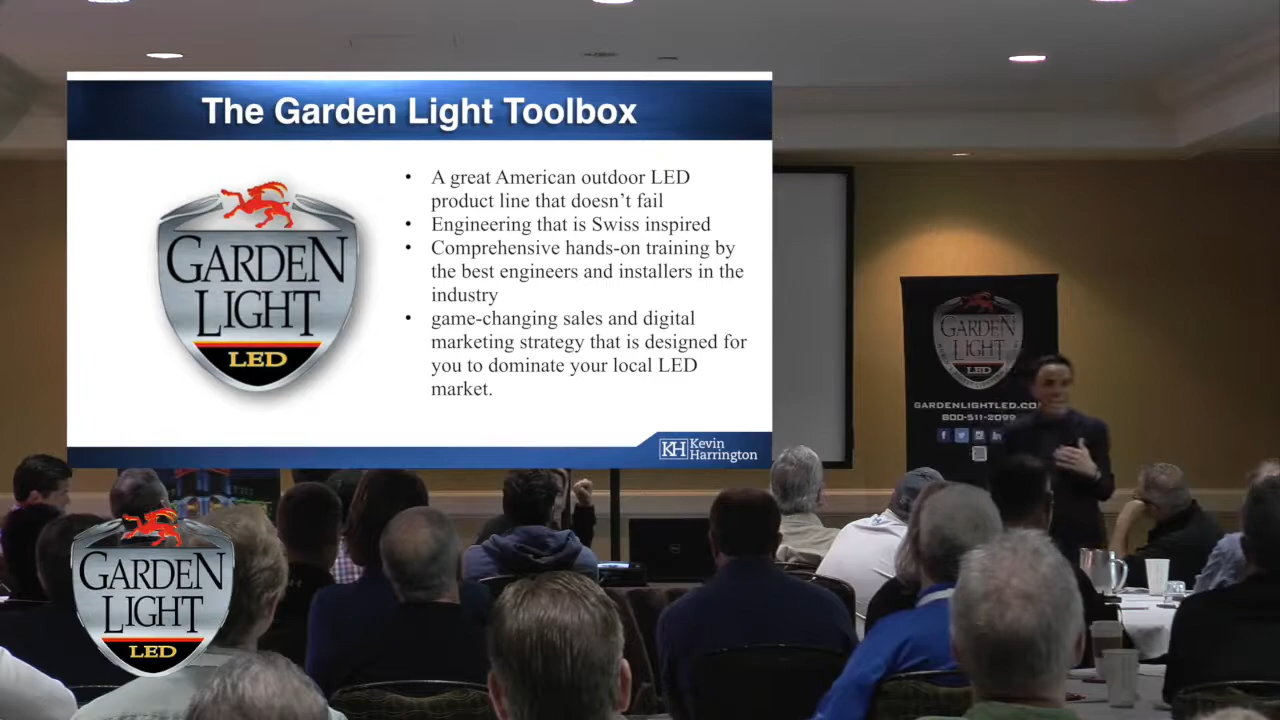 The Garden Light Toolbox
GARDEN
LIGHT
LED
• A great American outdoor LED
product line that doesn’t fail
• Engineering that is Swiss inspired
• Comprehensive hands-on training by
the best engineers and installers in the
industry
• game-changing sales and digital
marketing strategy that is designed for
you to dominate your local LED
market.
KH Kevin
Harrington
GARDEN
LIGHT
LED
GARDENLIGHTLED.CO
800-511-2099
GARDEN
LIGHT
LED